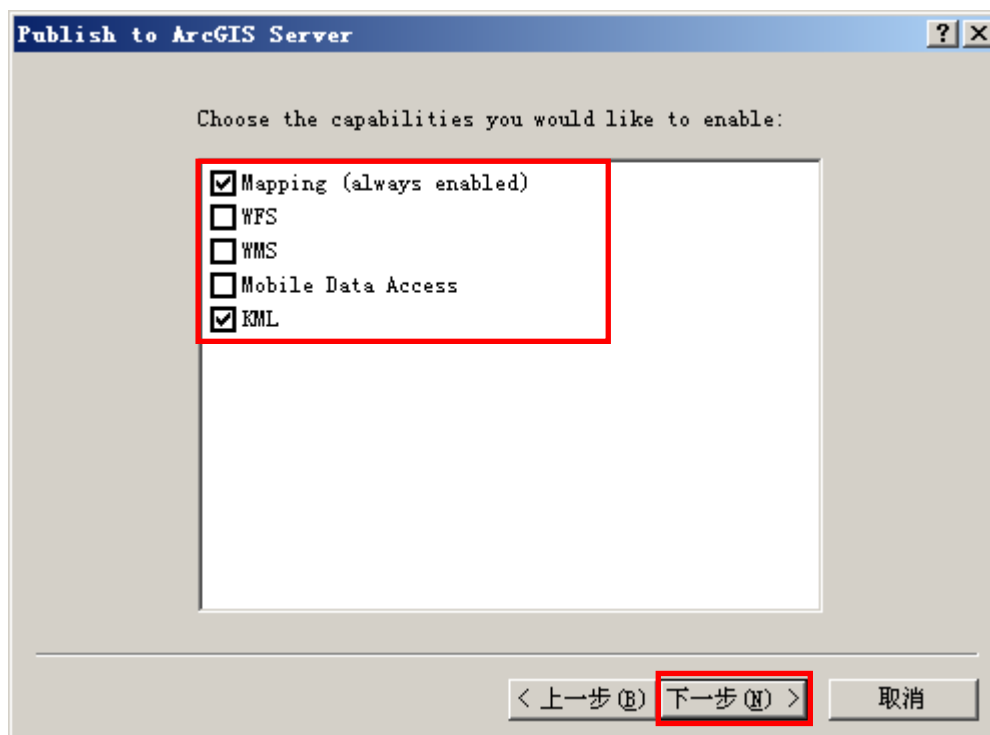 Publish to ArcGIS Server
Choose the capabilities you would like to enable:
Mapping (always enabled)
WFS
WMS
Mobile Data Access
KML
< 上一步(B) 下一步(N) > 取消